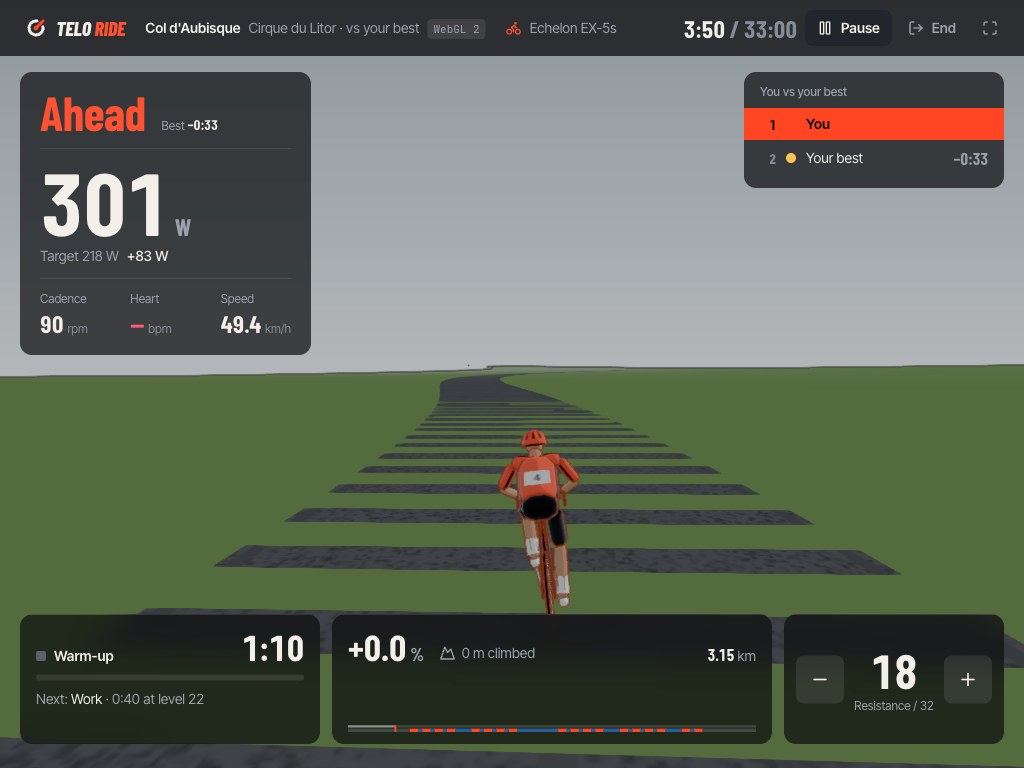 TELO RIDE Col d'Aubisque Cirque du Litor · vs your best WebGL 2 Echelon EX-5s 3:50 / 33:00 Pause End
Ahead Best −0:33
301 W
Target 218 W +83 W
Cadence Heart Speed
90 rpm — bpm 49.4 km/h
You vs your best
1 You
2 Your best −0:33
4
Warm-up 1:10
Next: Work · 0:40 at level 22
+0.0 % 0 m climbed 3.15 km
− 18 +
Resistance / 32